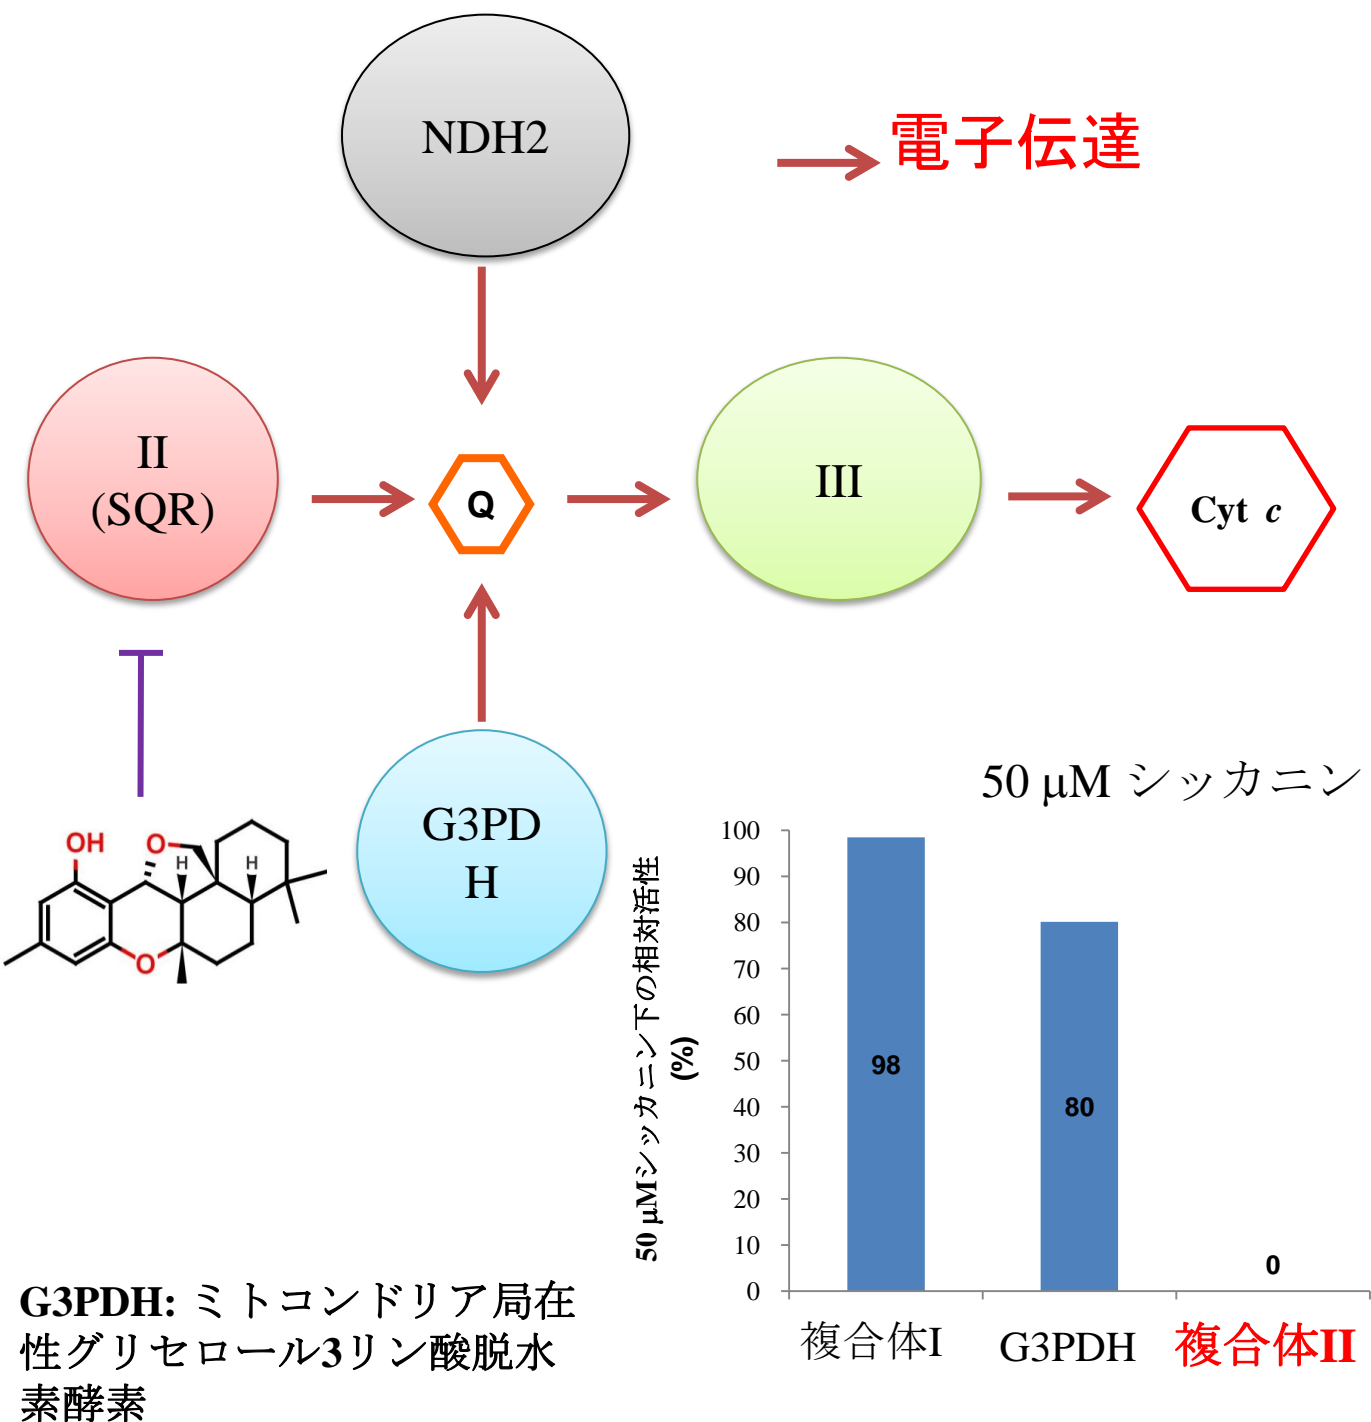 NDH2
電子伝達
II
(SQR)
Q
III
Cyt c
G3PD
H
OH
O
H
H
O
50 μM シッカニン
50 μMシッカニン下の相対活性
(%)
100
90
80
70
60
50
40
30
20
10
0
98
80
0
複合体I
G3PDH
複合体II
G3PDH: ミトコンドリア局在
性グリセロール3リン酸脱水
素酵素